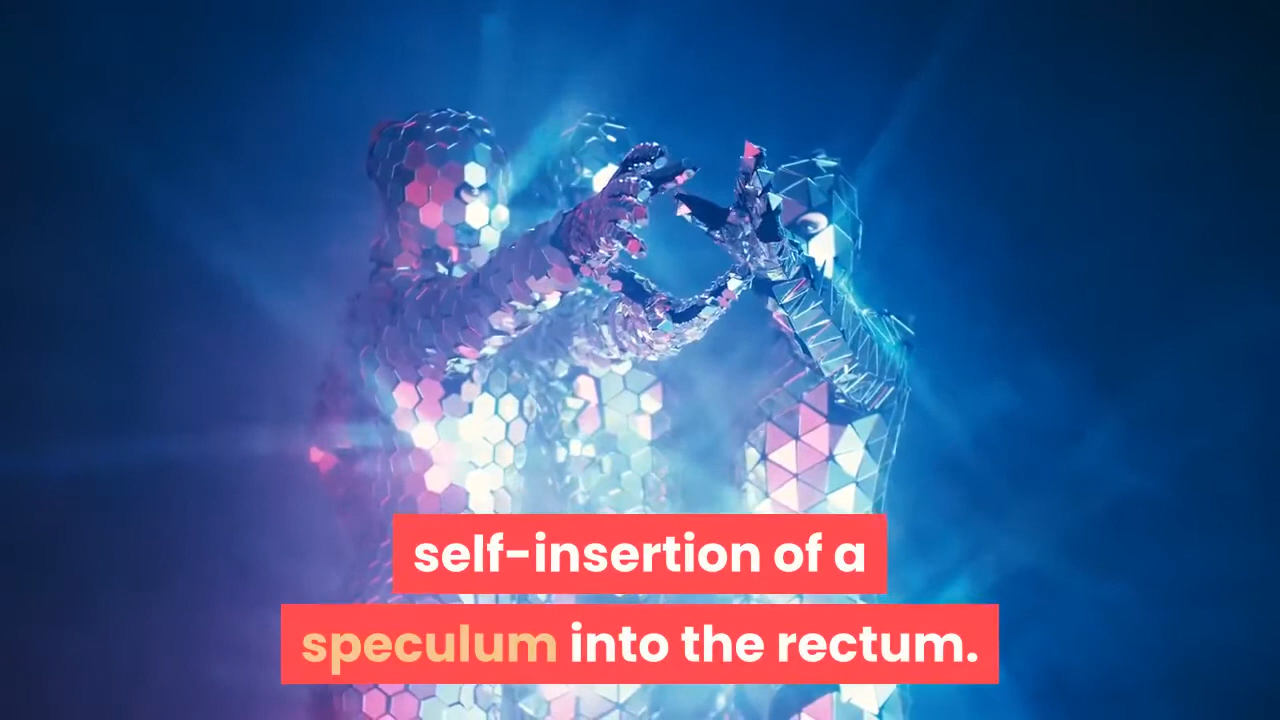 self-insertion of a
speculum into the rectum.